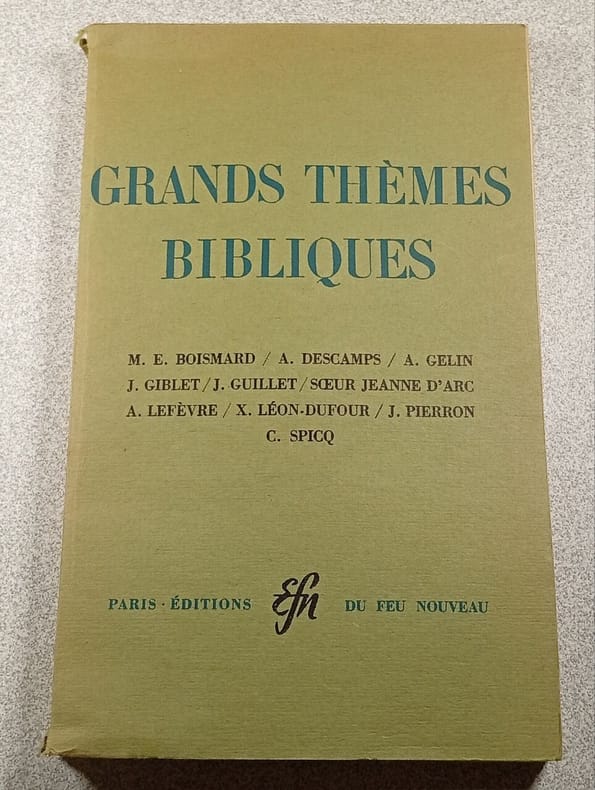 GRANDS THÈMES
BIBLIQUES
M. E. BOISMARD / A. DESCAMPS / A. GELIN
J. GIBLET / J. GUILLET / SŒUR JEANNE D'ARC
A. LEFÈVRE / X. LÉON-DUFOUR / J. PIERRON
C. SPICQ
PARIS · ÉDITIONS efn DU FEU NOUVEAU